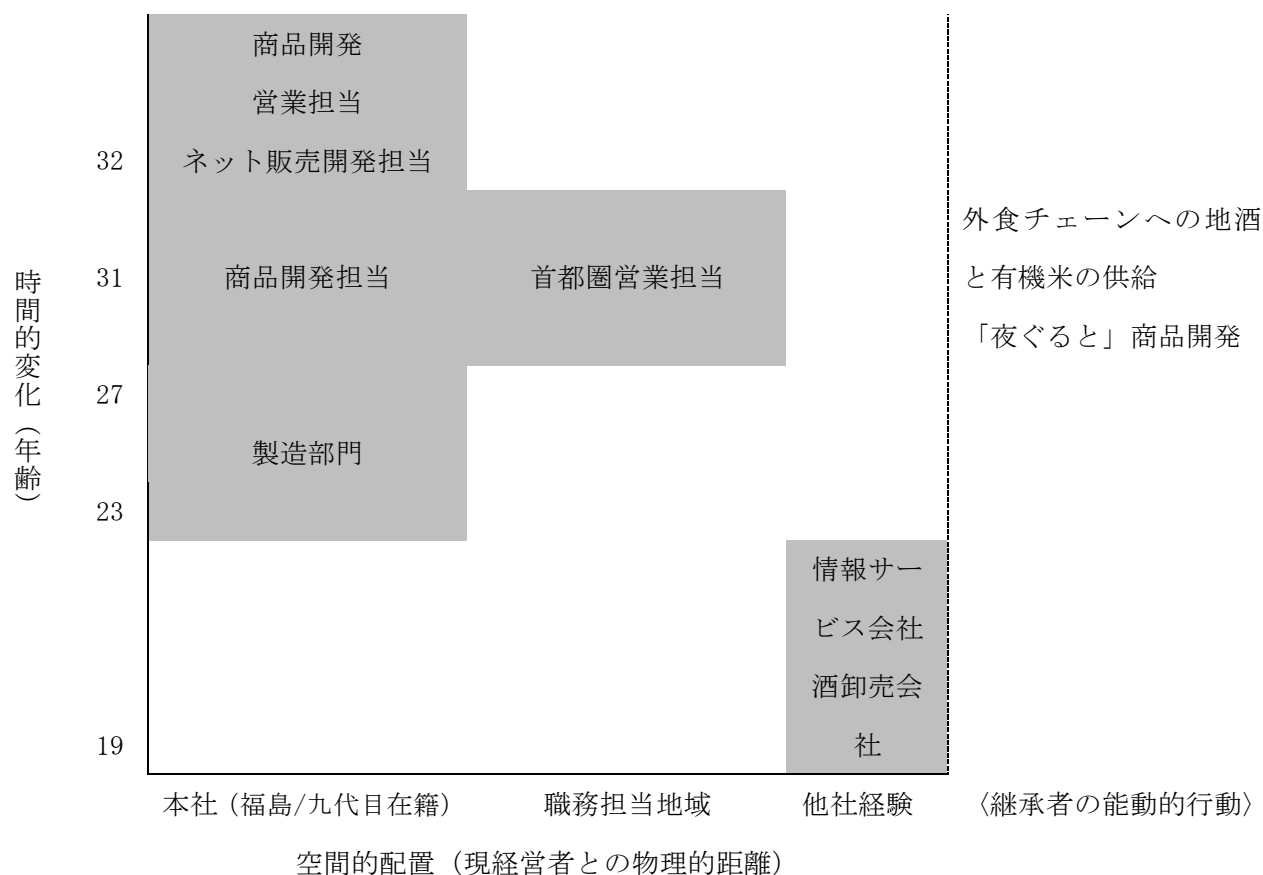 商品開発
営業担当
32 ネット販売開発担当
外食チェーンへの地酒
31 商品開発担当 首都圏営業担当 と有機米の供給
「夜ぐると」商品開発
27
製造部門
23
情報サー
ビス会社
酒卸売会
19 社
時間的変化（年齢）
本社（福島/九代目在籍） 職務担当地域 他社経験 〈継承者の能動的行動〉
空間的配置（現経営者との物理的距離）